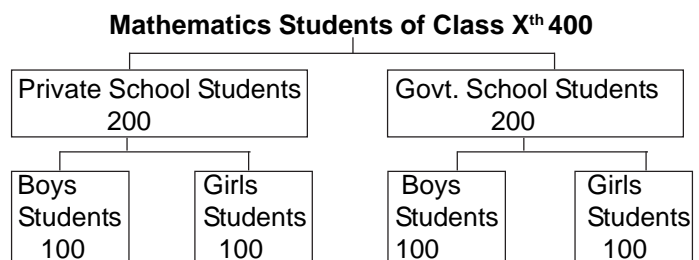 Mathematics Students of Class Xth 400
Private School Students
200
Govt. School Students
200
Boys
Students
100
Girls
Students
100
Boys
Students
100
Girls
Students
100